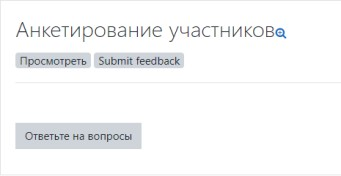 Анкетирование участников
Просмотреть Submit feedback
Ответьте на вопросы